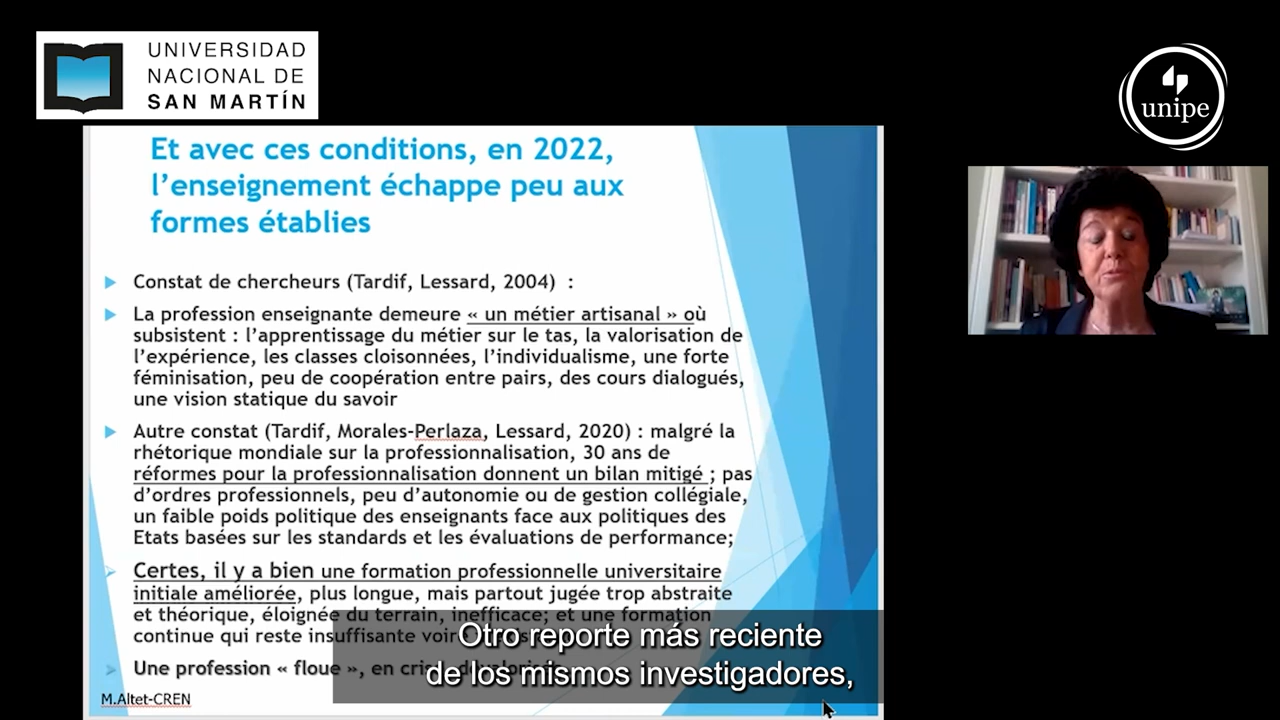 UNIVERSIDAD
NACIONAL DE
SAN MARTÍN
unipe
Et avec ces conditions, en 2022,
l’enseignement échappe peu aux
formes établies
Constat de chercheurs (Tardif, Lessard, 2004) :
La profession enseignante demeure « un métier artisanal » où
subsistent : l’apprentissage du métier sur le tas, la valorisation de
l’expérience, les classes cloisonnées, l’individualisme, une forte
féminisation, peu de coopération entre pairs, des cours dialogués,
une vision statique du savoir
Autre constat (Tardif, Morales-Perlaza, Lessard, 2020) : malgré la
rhétorique mondiale sur la professionnalisation, 30 ans de
réformes pour la professionnalisation donnent un bilan mitigé ; pas
d’ordres professionnels, peu d’autonomie ou de gestion collégiale,
un faible poids politique des enseignants face aux politiques des
Etats basées sur les standards et les évaluations de performance;
Certes, il y a bien une formation professionnelle universitaire
initiale améliorée, plus longue, mais partout jugée trop abstraite
et théorique, éloignée du terrain, inefficace; et une formation
continue qui reste insuffisante voire
Une profession « floue », en
M.Altet-CREN
Otro reporte más reciente
de los mismos investigadores,